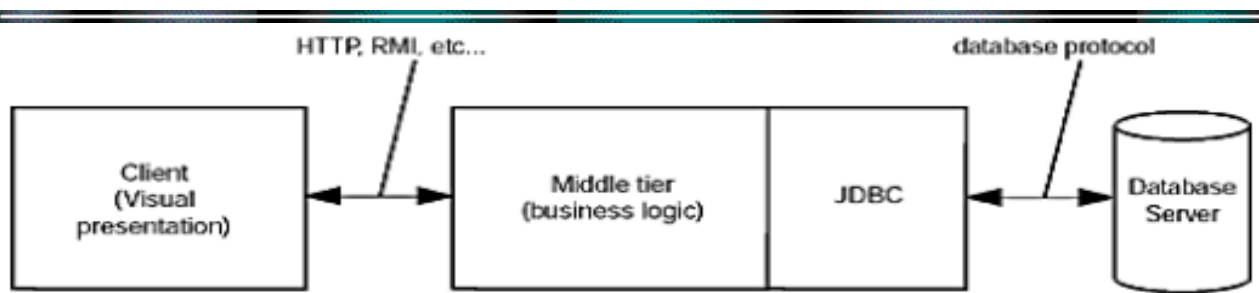 HTTP, RMI, etc...
database protocol
Client
(Visual
presentation)
Middle tier
(business logic)
JDBC
Database
Server